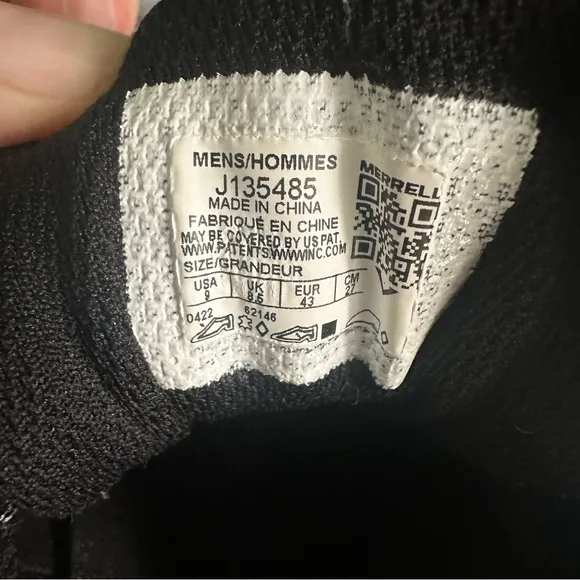 MENS/HOMMES
J135485
MADE IN CHINA
FABRIQUÉ EN CHINE
MAY BE COVERED BY US PAT.
WWW.PATENTS.WWWINC.COM
SIZE/GRANDEUR
USA UK EUR CM
9 8.5 43 27
0422 62146
MERRELL